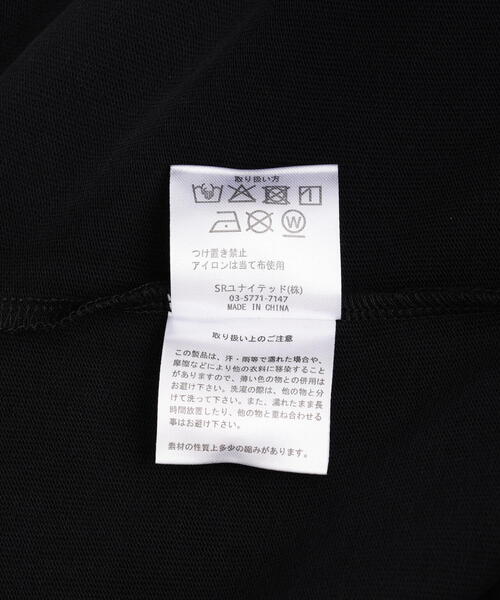 取り扱い方
W
つけ置き禁止
アイロンは当て布使用
SRユナイテッド(株)
03-5771-7147
MADE IN CHINA
取り扱い上のご注意
この製品は、汗・雨等で濡れた場合や、
摩擦などにより他の衣料に移染すること
がありますので、薄い色の物との併用は
お避け下さい。洗濯の際は、他の物と分
けて洗って下さい。また、濡れたまま長
時間放置したり、他の物と重ね合わせる
事はお避け下さい。
素材の性質上多少の縮みがあります。